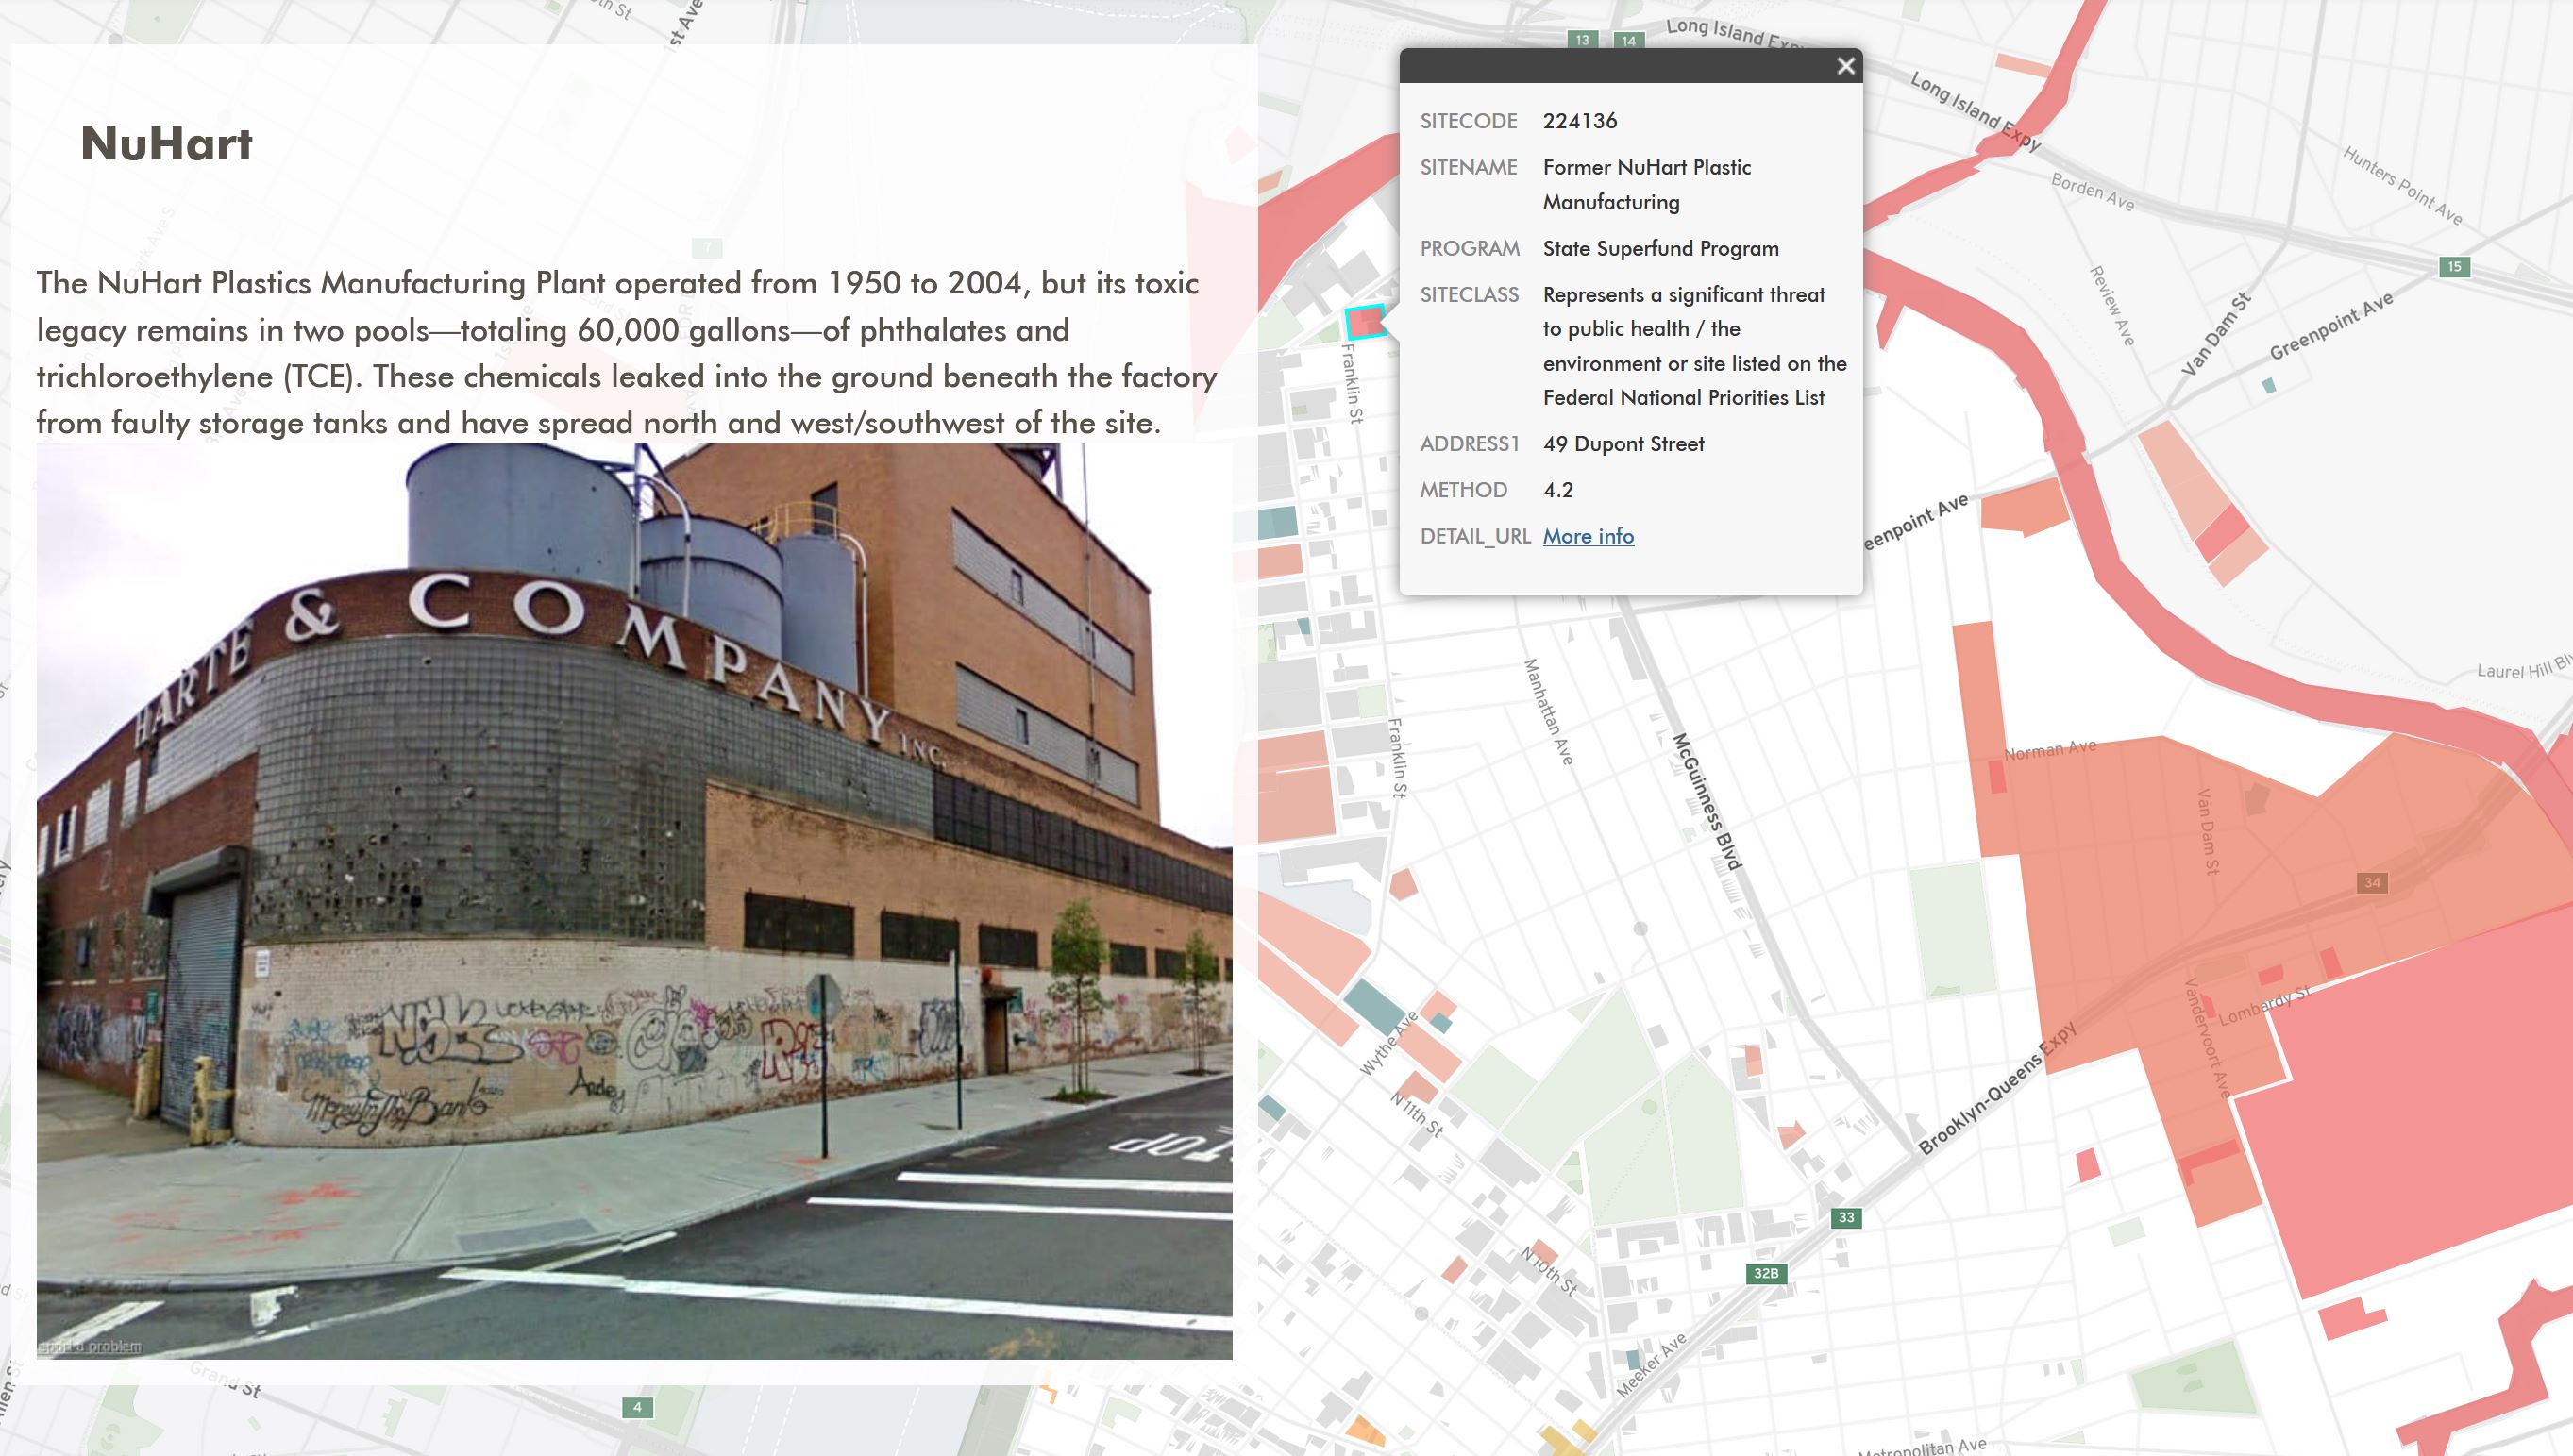 NuHart
The NuHart Plastics Manufacturing Plant operated from 1950 to 2004, but its toxic
legacy remains in two pools—totaling 60,000 gallons—of phthalates and
trichloroethylene (TCE). These chemicals leaked into the ground beneath the factory
from faulty storage tanks and have spread north and west/southwest of the site.
HARTE & COMPANY INC.
SITECODE 224136
SITENAME Former NuHart Plastic
Manufacturing
PROGRAM State Superfund Program
SITECLASS Represents a significant threat
to public health / the
environment or site listed on the
Federal National Priorities List
ADDRESS1 49 Dupont Street
METHOD 4.2
DETAIL_URL More info
1st Ave
13
14
Long Island
Long Island Expy
Borden Ave
Hunters Point Ave
15
Review Ave
Van Dam St
Greenpoint Ave
7
Franklin St
eenpoint Ave
Laurel Hill
Manhattan Ave
Franklin St
McGuinness Blvd
Norman Ave
Van Dam St
34
Lombardy St
Vandervoort Ave
Brooklyn-Queens Expy
Wythe Ave
N 11th St
33
N 10th St
32B
Meeker Ave
Metropolitan Ave
report a problem
Grand St
4